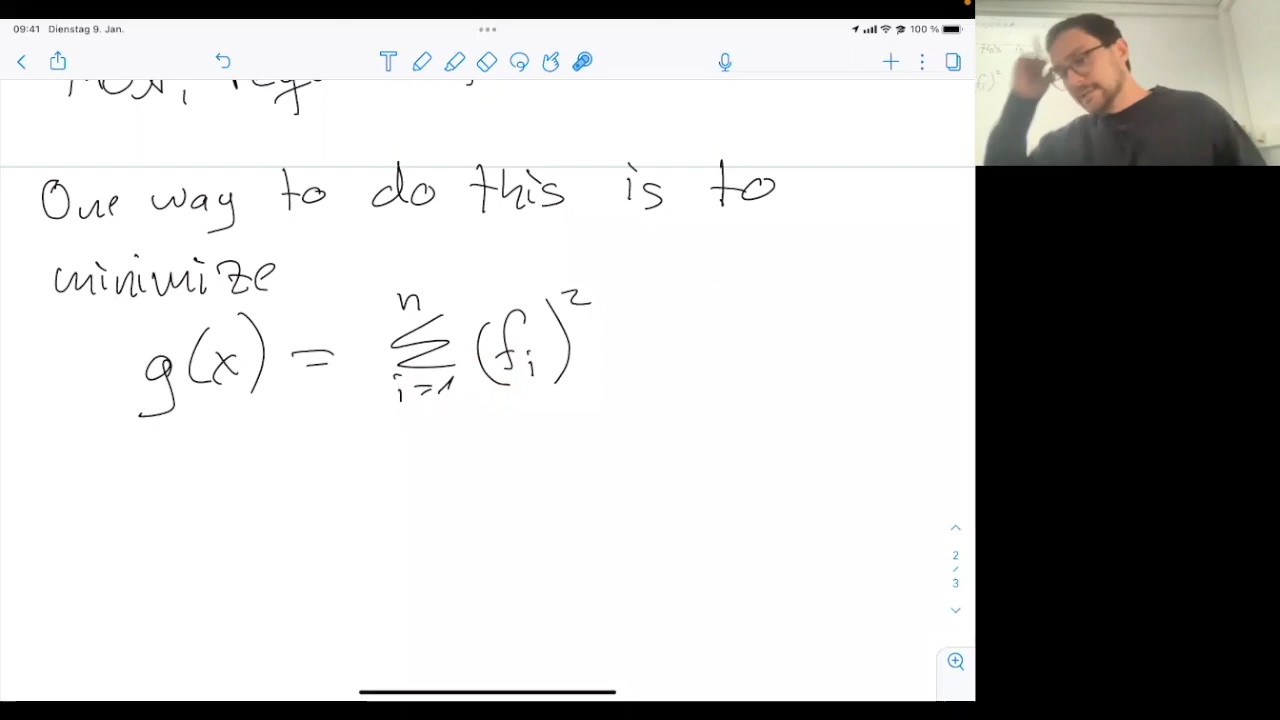 09:41 Dienstag 9. Jan.
100 %
One way to do this is to
minimize
g(x) = ∑_{i=1}^{n} (f_i)^2
2
/
3